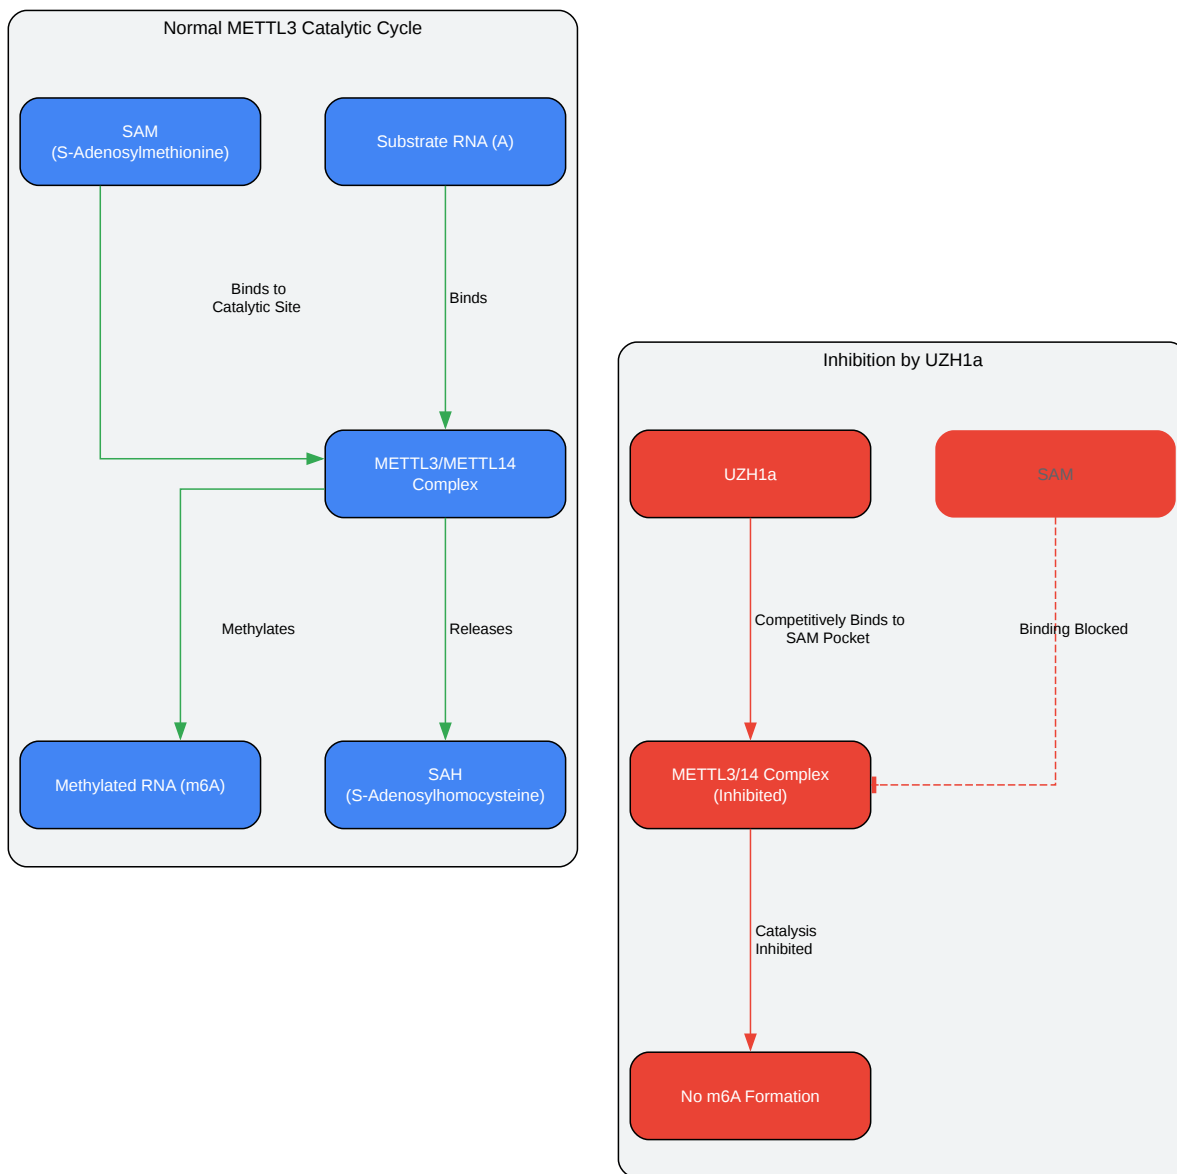 Normal METTL3 Catalytic Cycle
SAM
(S-Adenosylmethionine)
Substrate RNA (A)
Binds to
Catalytic Site
Binds
METTL3/METTL14
Complex
Methylates
Releases
Methylated RNA (m6A)
SAH
(S-Adenosylhomocysteine)
Inhibition by UZH1a
UZH1a
SAM
Competitively Binds to
SAM Pocket
Binding Blocked
METTL3/14 Complex
(Inhibited)
Catalysis
Inhibited
No m6A Formation